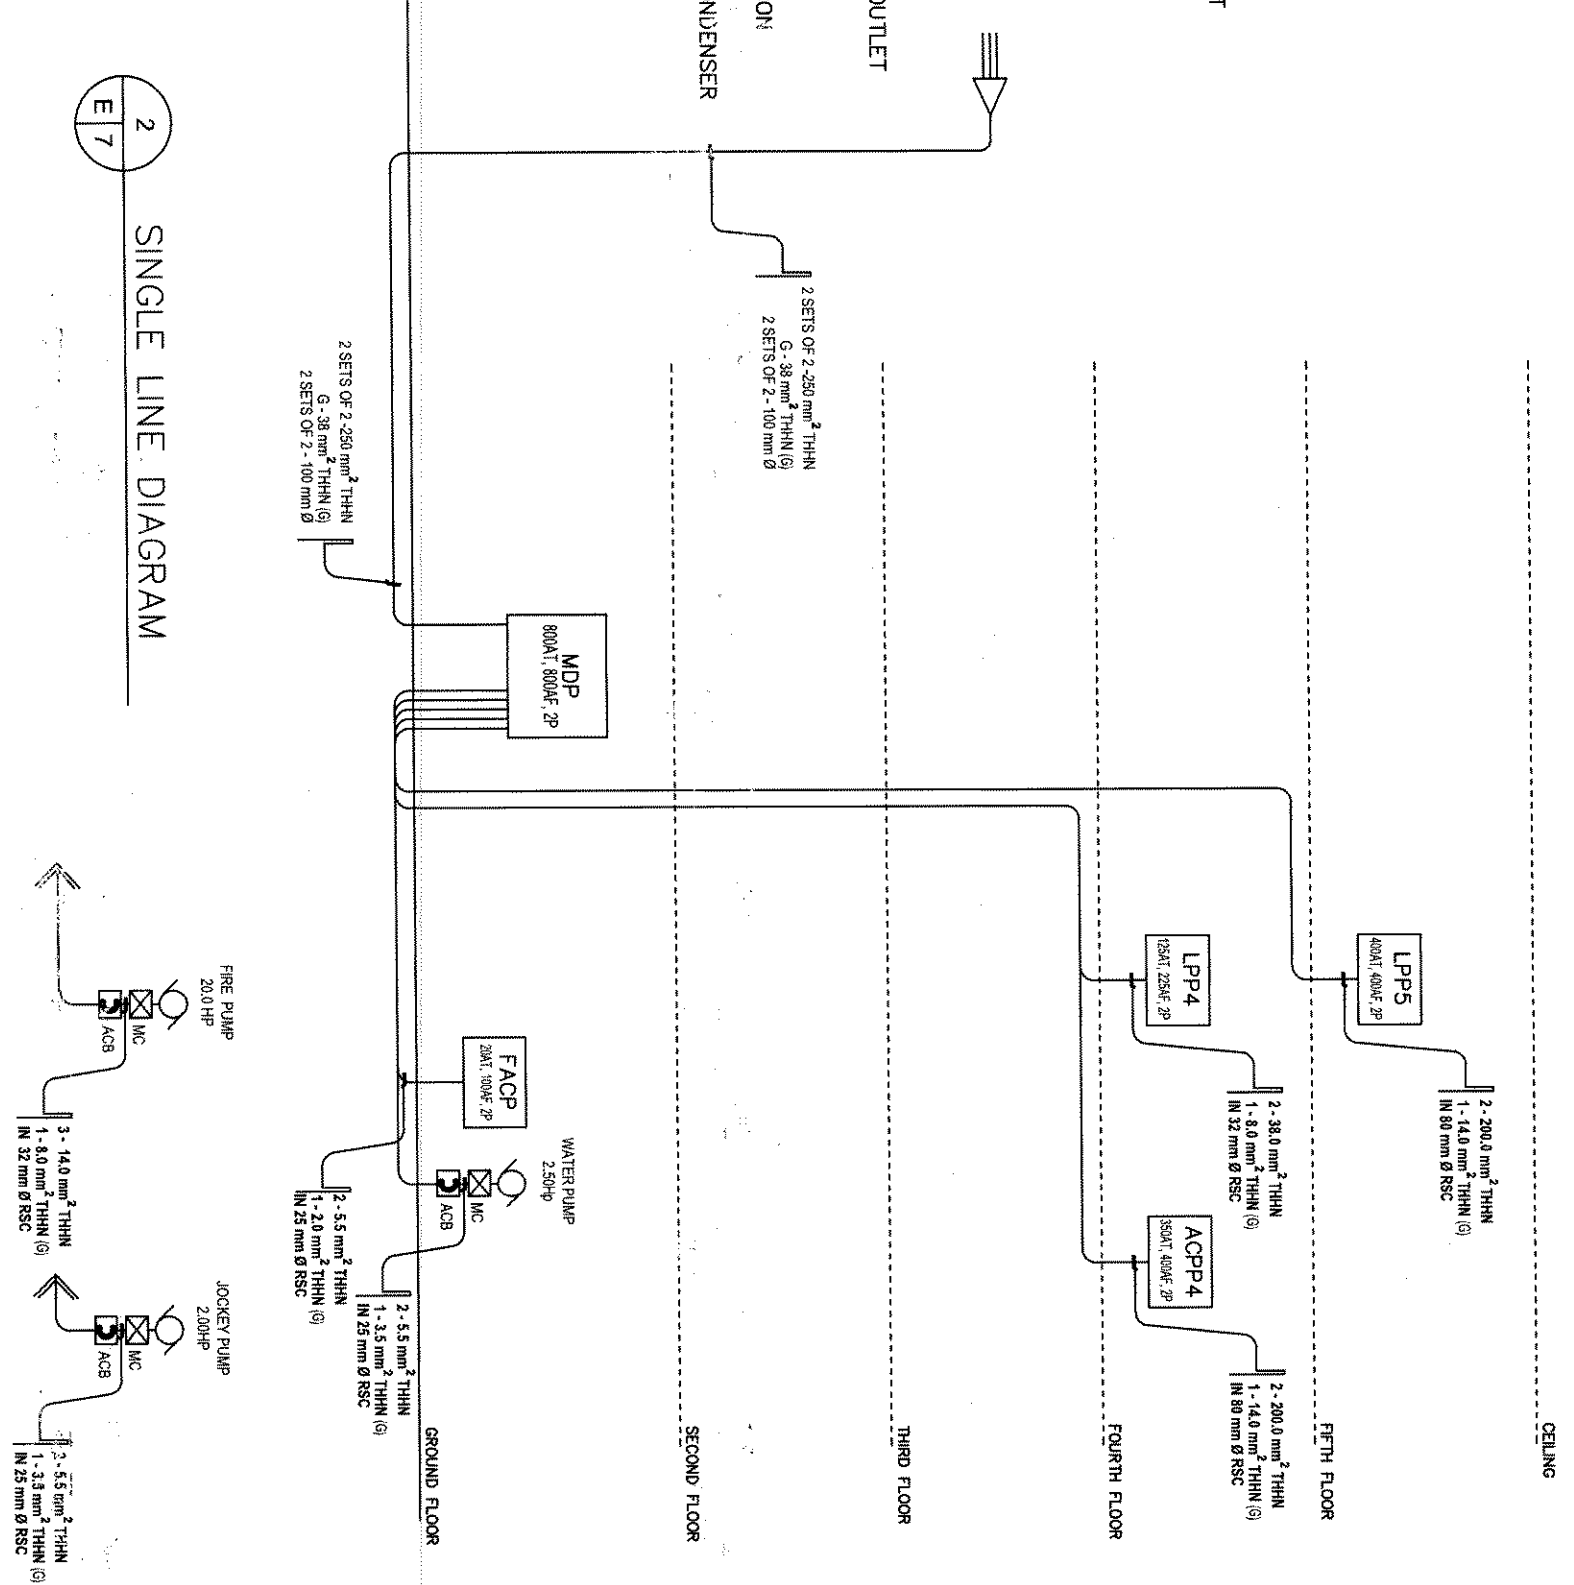 CEILING
FIFTH FLOOR
FOURTH FLOOR
THIRD FLOOR
SECOND FLOOR
GROUND FLOOR
OUTLET
ON
NDENSER
T
2 SETS OF 2 -250 mm² THHN
G - 38 mm² THHN (G)
2 SETS OF 2 - 100 mm Ø
2 SETS OF 2 -250 mm² THHN
G - 38 mm² THHN (G)
2 SETS OF 2 - 100 mm Ø
MDP
800AT, 800AF, 2P
LPP5
400AT, 400AF, 2P
2 - 200.0 mm² THHN
1 - 14.0 mm² THHN (G)
IN 80 mm Ø RSC
LPP4
125AT, 225AF, 2P
2 - 38.0 mm² THHN
1 - 8.0 mm² THHN (G)
IN 32 mm Ø RSC
ACPP4
350AT, 400AF, 2P
2 - 200.0 mm² THHN
1 - 14.0 mm² THHN (G)
IN 80 mm Ø RSC
FACP
20AT, 100AF, 2P
2 - 5.5 mm² THHN
1 - 2.0 mm² THHN (G)
IN 25 mm Ø RSC
WATER PUMP
2.50Hp
MC
ACB
2 - 5.5 mm² THHN
1 - 3.5 mm² THHN (G)
IN 25 mm Ø RSC
FIRE PUMP
20.0 HP
MC
ACB
3 - 14.0 mm² THHN
1 - 8.0 mm² THHN (G)
IN 32 mm Ø RSC
JOCKEY PUMP
2.00HP
MC
ACB
- 5.5 mm² THHN
1 - 3.5 mm² THHN (G)
IN 25 mm Ø RSC
2
E 7
SINGLE LINE DIAGRAM